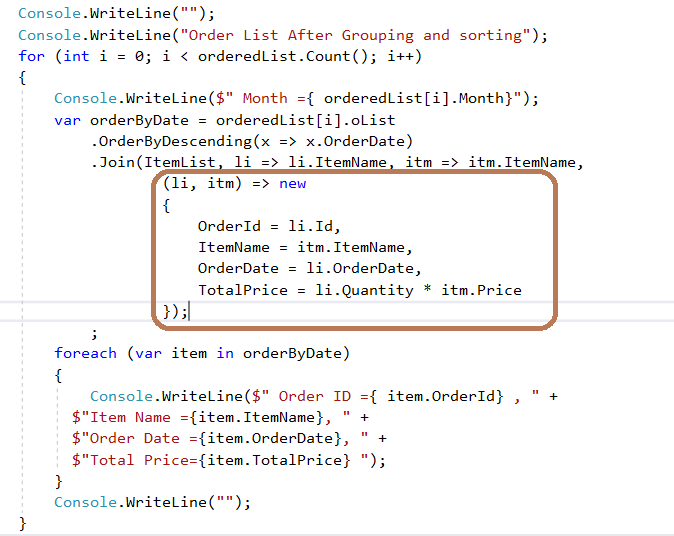 Console.WriteLine("");
Console.WriteLine("Order List After Grouping and sorting");
for (int i = 0; i < orderedList.Count(); i++)
{
    Console.WriteLine($" Month ={ orderedList[i].Month}");
    var orderByDate = orderedList[i].oList
        .OrderByDescending(x => x.OrderDate)
        .Join(ItemList, li => li.ItemName, itm => itm.ItemName,
                (li, itm) => new
                {
                    OrderId = li.Id,
                    ItemName = itm.ItemName,
                    OrderDate = li.OrderDate,
                    TotalPrice = li.Quantity * itm.Price
                });
        ;
    foreach (var item in orderByDate)
    {
        Console.WriteLine($" Order ID ={ item.OrderId} , " +
      $"Item Name ={item.ItemName}, " +
      $"Order Date ={item.OrderDate}, " +
      $"Total Price={item.TotalPrice} ");
    }
    Console.WriteLine("");
}